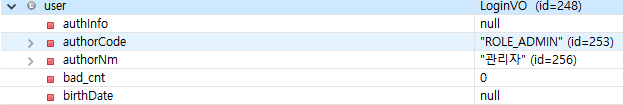 user LoginVO (id=248)
authInfo null
authorCode "ROLE_ADMIN" (id=253)
authorNm "관리자" (id=256)
bad_cnt 0
birthDate null